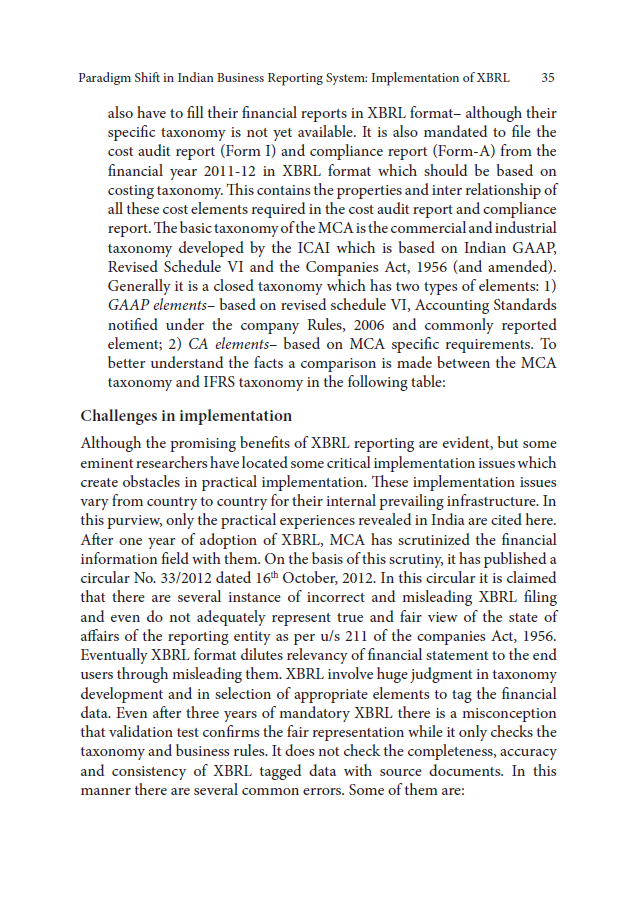 Paradigm Shift in Indian Business Reporting System: Implementation of XBRL 35
also have to fill their financial reports in XBRL format– although their
specific taxonomy is not yet available. It is also mandated to file the
cost audit report (Form I) and compliance report (Form-A) from the
financial year 2011-12 in XBRL format which should be based on
costing taxonomy. This contains the properties and inter relationship of
all these cost elements required in the cost audit report and compliance
report. The basic taxonomy of the MCA is the commercial and industrial
taxonomy developed by the ICAI which is based on Indian GAAP,
Revised Schedule VI and the Companies Act, 1956 (and amended).
Generally it is a closed taxonomy which has two types of elements: 1)
GAAP elements– based on revised schedule VI, Accounting Standards
notified under the company Rules, 2006 and commonly reported
element; 2) CA elements– based on MCA specific requirements. To
better understand the facts a comparison is made between the MCA
taxonomy and IFRS taxonomy in the following table:
Challenges in implementation
Although the promising benefits of XBRL reporting are evident, but some
eminent researchers have located some critical implementation issues which
create obstacles in practical implementation. These implementation issues
vary from country to country for their internal prevailing infrastructure. In
this purview, only the practical experiences revealed in India are cited here.
After one year of adoption of XBRL, MCA has scrutinized the financial
information field with them. On the basis of this scrutiny, it has published a
circular No. 33/2012 dated 16th October, 2012. In this circular it is claimed
that there are several instance of incorrect and misleading XBRL filing
and even do not adequately represent true and fair view of the state of
affairs of the reporting entity as per u/s 211 of the companies Act, 1956.
Eventually XBRL format dilutes relevancy of financial statement to the end
users through misleading them. XBRL involve huge judgment in taxonomy
development and in selection of appropriate elements to tag the financial
data. Even after three years of mandatory XBRL there is a misconception
that validation test confirms the fair representation while it only checks the
taxonomy and business rules. It does not check the completeness, accuracy
and consistency of XBRL tagged data with source documents. In this
manner there are several common errors. Some of them are: